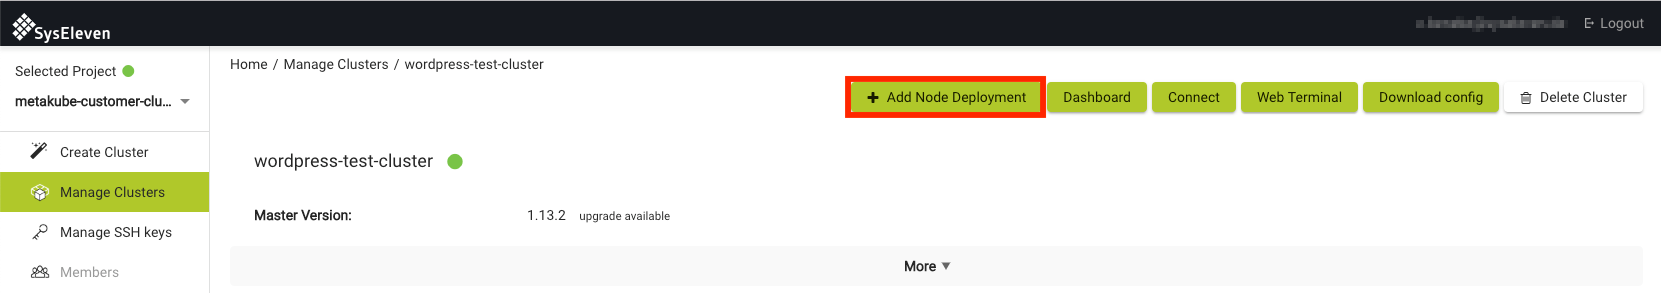 SysEleven
Logout
Selected Project
metakube-customer-clu...
Create Cluster
Manage Clusters
Manage SSH keys
Members
Home / Manage Clusters / wordpress-test-cluster
+ Add Node Deployment
Dashboard
Connect
Web Terminal
Download config
Delete Cluster
wordpress-test-cluster
Master Version: 1.13.2 upgrade available
More